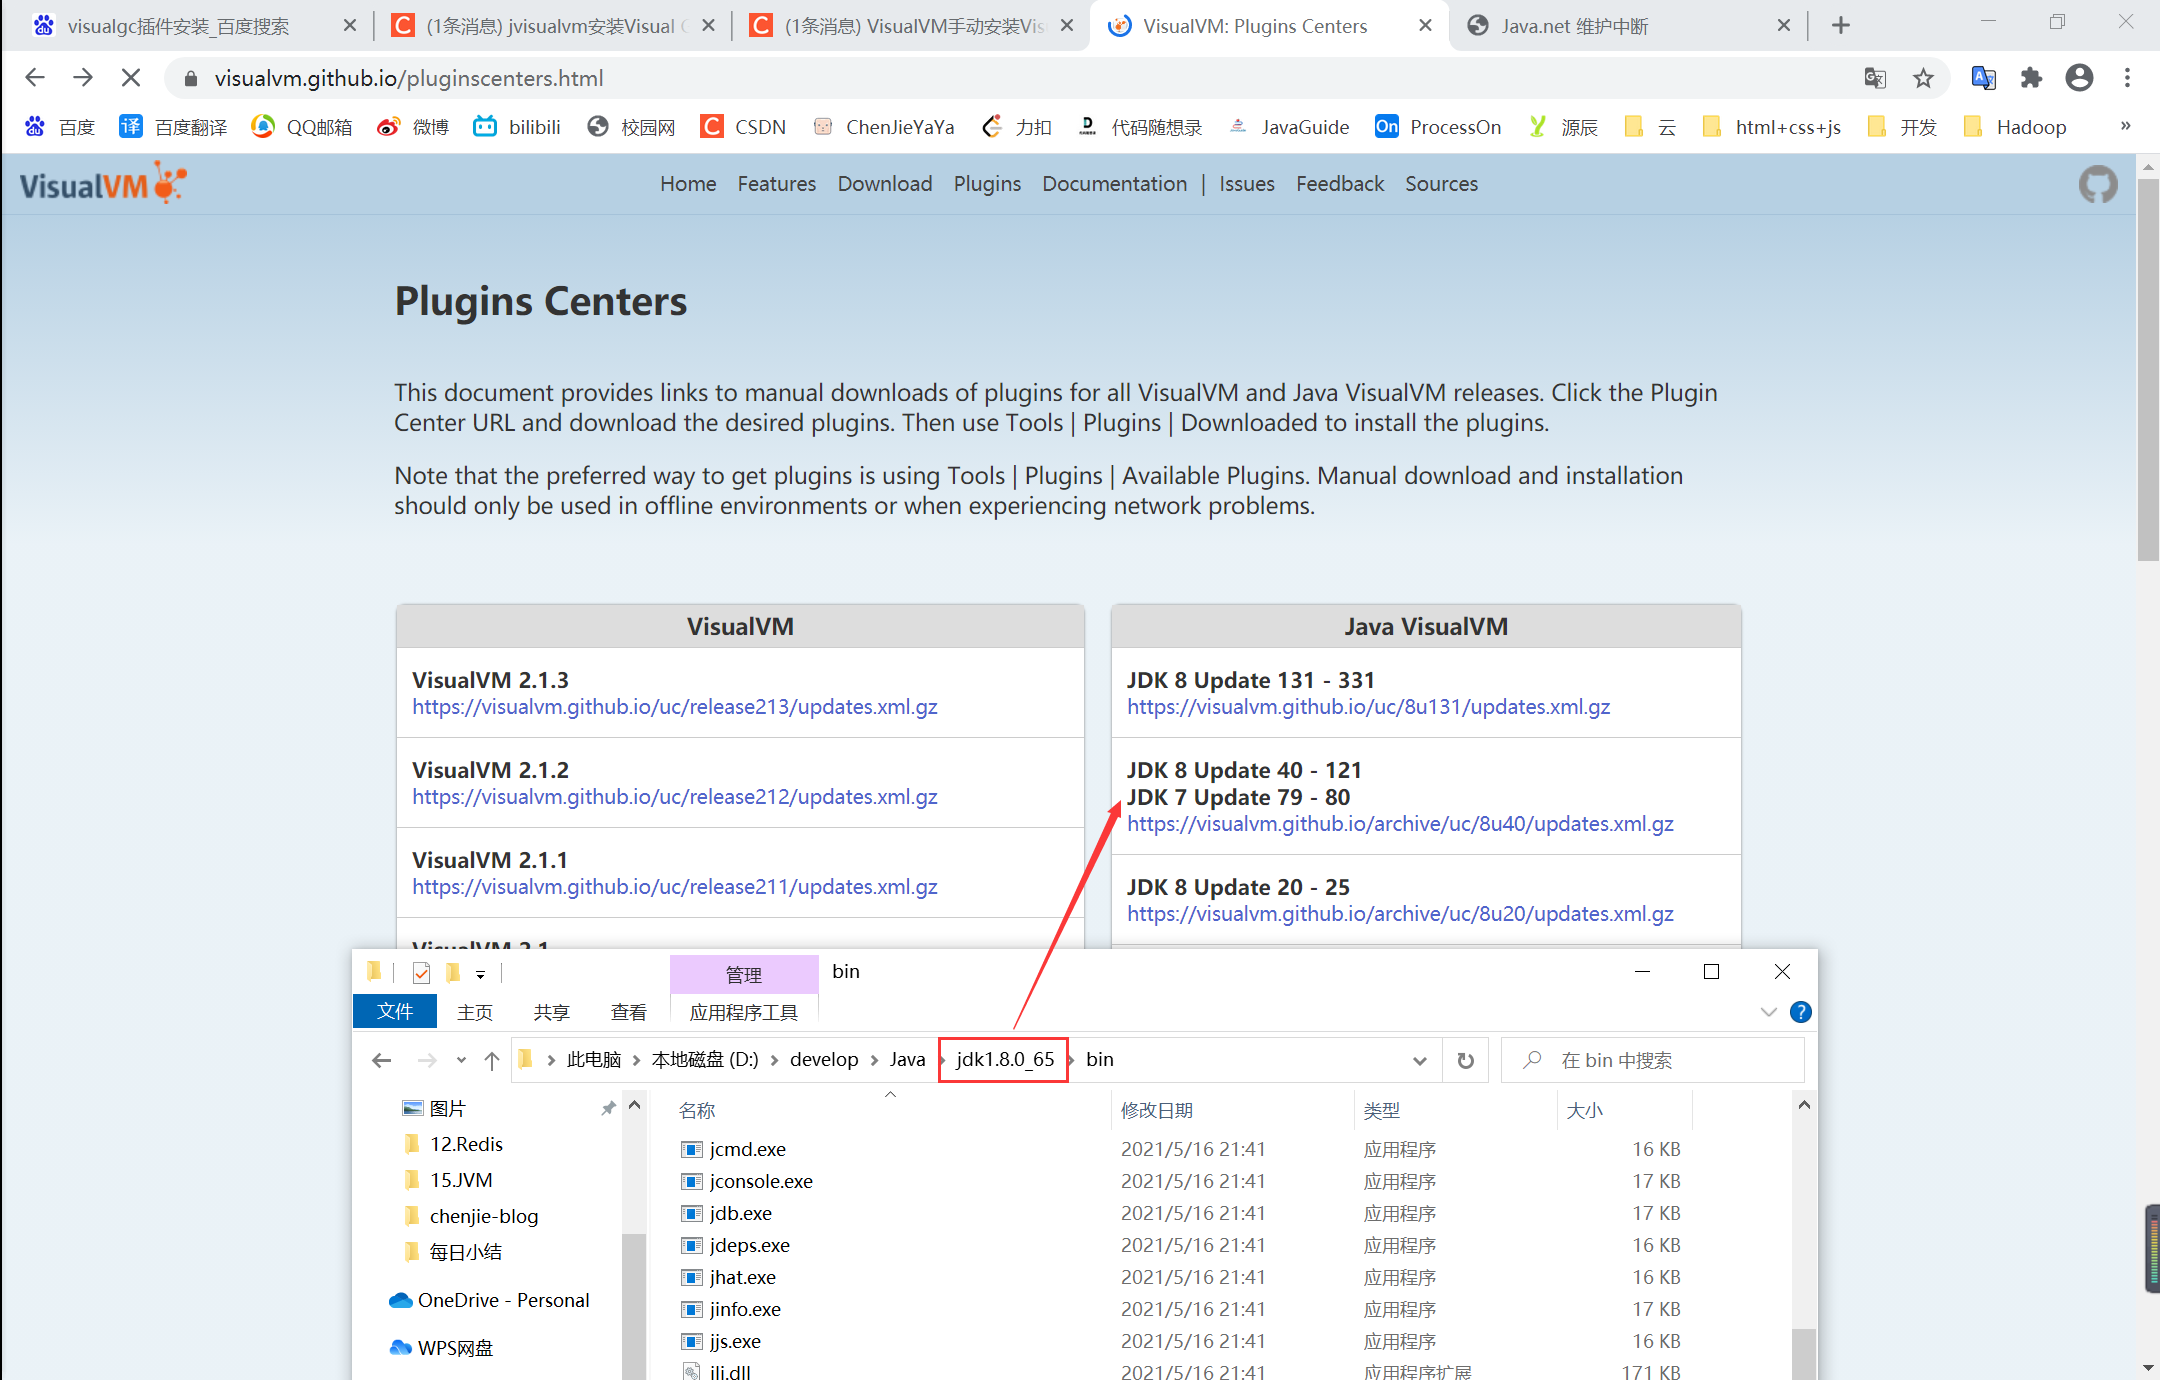 visualgc插件安装_百度搜索
(1条消息) jvisualvm安装Visual
(1条消息) VisualVM手动安装Vis
VisualVM: Plugins Centers
Java.net 维护中断
visualvm.github.io/pluginscenters.html
百度
译 百度翻译
QQ邮箱
微博
bilibili
校园网
CSDN
ChenJieYaYa
力扣
代码随想录
JavaGuide
On ProcessOn
源辰
云
html+css+js
开发
Hadoop
»
VisualVM
Home Features Download Plugins Documentation | Issues Feedback Sources
Plugins Centers
This document provides links to manual downloads of plugins for all VisualVM and Java VisualVM releases. Click the Plugin
Center URL and download the desired plugins. Then use Tools | Plugins | Downloaded to install the plugins.
Note that the preferred way to get plugins is using Tools | Plugins | Available Plugins. Manual download and installation
should only be used in offline environments or when experiencing network problems.
VisualVM
VisualVM 2.1.3
https://visualvm.github.io/uc/release213/updates.xml.gz
VisualVM 2.1.2
https://visualvm.github.io/uc/release212/updates.xml.gz
VisualVM 2.1.1
https://visualvm.github.io/uc/release211/updates.xml.gz
VisualVM 2.1
Java VisualVM
JDK 8 Update 131 - 331
https://visualvm.github.io/uc/8u131/updates.xml.gz
JDK 8 Update 40 - 121
JDK 7 Update 79 - 80
https://visualvm.github.io/archive/uc/8u40/updates.xml.gz
JDK 8 Update 20 - 25
https://visualvm.github.io/archive/uc/8u20/updates.xml.gz
管理 bin
文件 主页 共享 查看 应用程序工具
此电脑 本地磁盘 (D:) develop Java jdk1.8.0_65 bin
在 bin 中搜索
图片
12.Redis
15.JVM
chenjie-blog
每日小结
OneDrive - Personal
WPS网盘
名称 修改日期 类型 大小
jcmd.exe 2021/5/16 21:41 应用程序 16 KB
jconsole.exe 2021/5/16 21:41 应用程序 17 KB
jdb.exe 2021/5/16 21:41 应用程序 17 KB
jdeps.exe 2021/5/16 21:41 应用程序 16 KB
jhat.exe 2021/5/16 21:41 应用程序 16 KB
jinfo.exe 2021/5/16 21:41 应用程序 17 KB
jjs.exe 2021/5/16 21:41 应用程序 16 KB
jli.dll 2021/5/16 21:41 应用程序扩展 171 KB